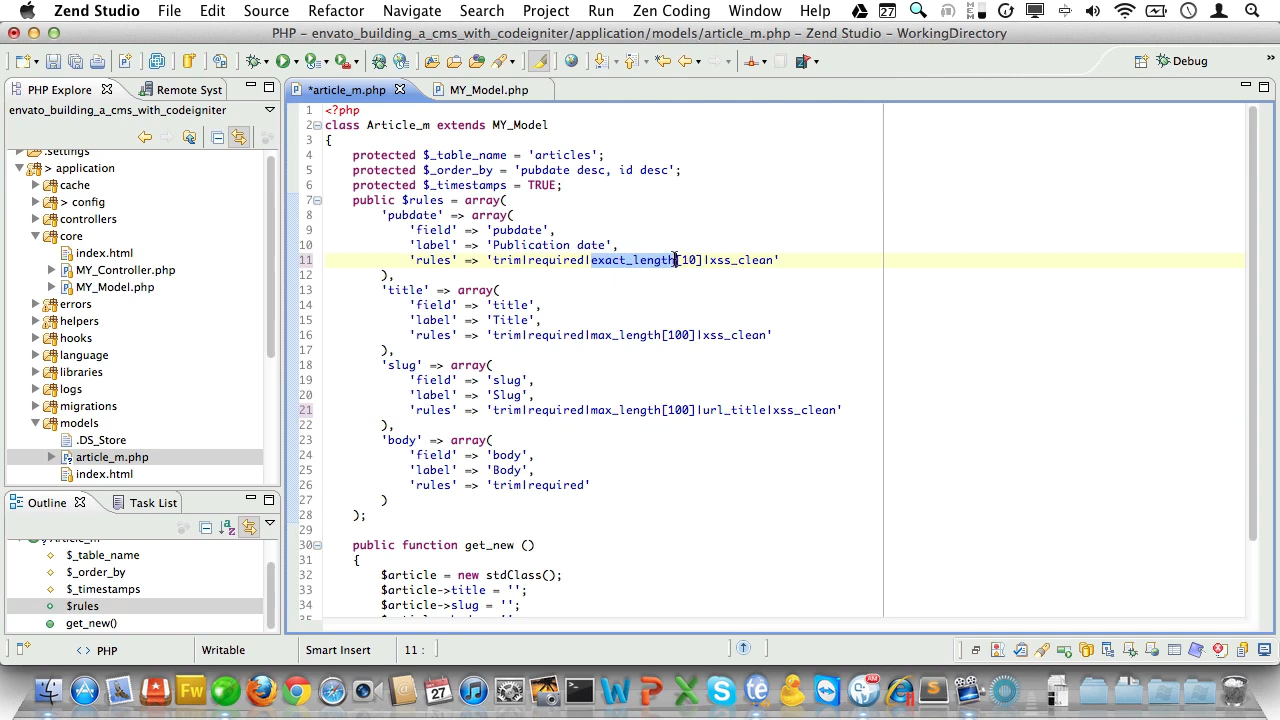 Zend Studio File Edit Source Refactor Navigate Search Project Run Zen Coding Window Help
PHP – envato_building_a_cms_with_codeigniter/application/models/article_m.php – Zend Studio – WorkingDirectory
Debug
PHP Explore
Remote Syst
envato_building_a_cms_with_codeigniter
.settings
> application
cache
> config
controllers
core
index.html
MY_Controller.php
MY_Model.php
errors
helpers
hooks
language
libraries
logs
migrations
models
.DS_Store
article_m.php
index.html
Outline
Task List
$_table_name
$_order_by
$_timestamps
$rules
get_new()
*article_m.php
MY_Model.php
1 <?php
2 class Article_m extends MY_Model
3 {
4 protected $_table_name = 'articles';
5 protected $_order_by = 'pubdate desc, id desc';
6 protected $_timestamps = TRUE;
7 public $rules = array(
8 'pubdate' => array(
9 'field' => 'pubdate',
10 'label' => 'Publication date',
11 'rules' => 'trim|required|exact_length[10]|xss_clean'
12 ),
13 'title' => array(
14 'field' => 'title',
15 'label' => 'Title',
16 'rules' => 'trim|required|max_length[100]|xss_clean'
17 ),
18 'slug' => array(
19 'field' => 'slug',
20 'label' => 'Slug',
21 'rules' => 'trim|required|max_length[100]|url_title|xss_clean'
22 ),
23 'body' => array(
24 'field' => 'body',
25 'label' => 'Body',
26 'rules' => 'trim|required'
27 )
28 );
29
30 public function get_new ()
31 {
32 $article = new stdClass();
33 $article->title = '';
34 $article->slug = '';
PHP
Writable
Smart Insert
11 :